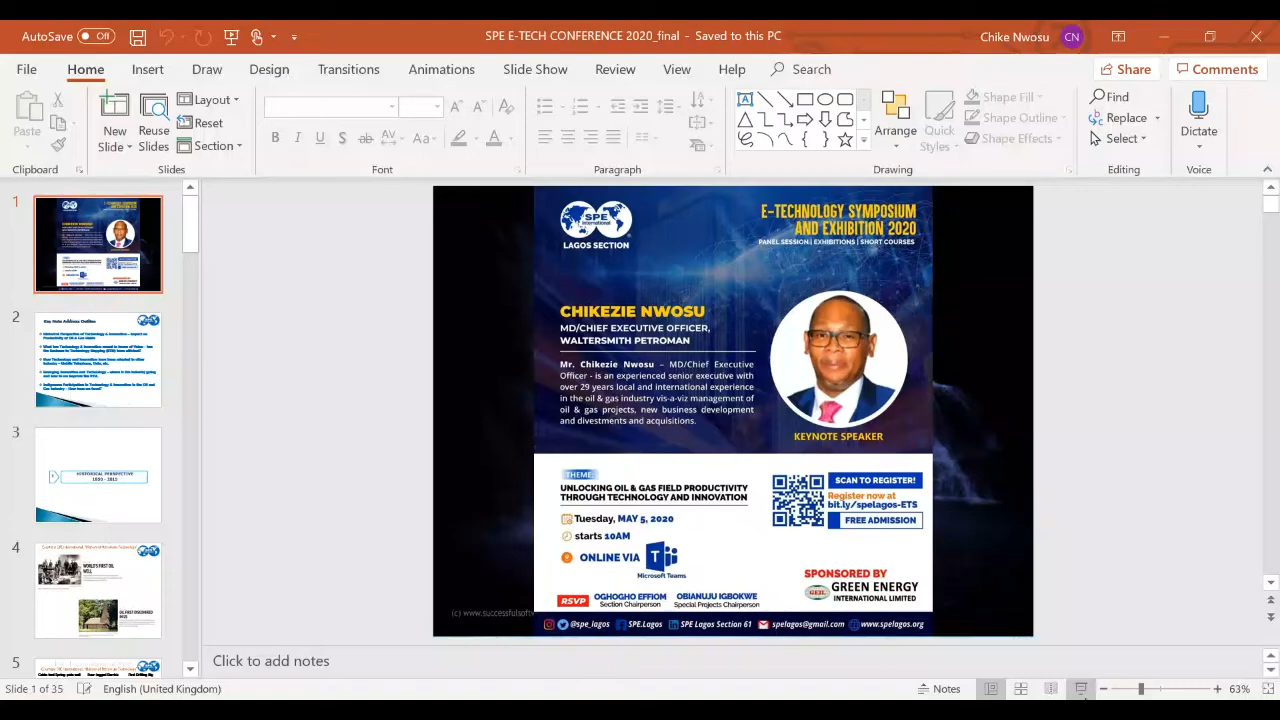 AutoSave Off
SPE E-TECH CONFERENCE 2020_final - Saved to this PC
Chike Nwosu CN
File Home Insert Draw Design Transitions Animations Slide Show Review View Help Search
Share Comments
Paste
New Slide
Reuse Slides
Layout
Reset
Section
Clipboard
Slides
Font
Paragraph
Arrange
Quick Styles
Shape Fill
Shape Outline
Shape Effects
Drawing
Find
Replace
Select
Editing
Dictate
Voice
1
2
Key Note Address Outline
3
HISTORICAL PERSPECTIVE
4
WORLD'S FIRST OIL
WELL
5
SPE International
LAGOS SECTION
E-TECHNOLOGY SYMPOSIUM
AND EXHIBITION 2020
PANEL SESSION | EXHIBITIONS | SHORT COURSES
CHIKEZIE NWOSU
MD/CHIEF EXECUTIVE OFFICER,
WALTERSMITH PETROMAN
Mr. Chikezie Nwosu – MD/Chief Executive
Officer - is an experienced senior executive with
over 29 years local and international experience
in the oil & gas industry vis-a-viz management of
oil & gas projects, new business development
and divestments and acquisitions.
KEYNOTE SPEAKER
THEME:
UNLOCKING OIL & GAS FIELD PRODUCTIVITY
THROUGH TECHNOLOGY AND INNOVATION
Tuesday, MAY 5, 2020
starts 10AM
ONLINE VIA
Microsoft Teams
SCAN TO REGISTER!
Register now at
bit.ly/spelagos-ETS
FREE ADMISSION
SPONSORED BY
GREEN ENERGY
INTERNATIONAL LIMITED
RSVP
OGHOGHO EFFIOM
Section Chairperson
OBIANUJU IGBOKWE
Special Projects Chairperson
(c) www.successfulsoftw
@spe_lagos SPE.Lagos SPE Lagos Section 61 spelagos@gmail.com www.spelagos.org
Click to add notes
Slide 1 of 35
English (United Kingdom)
Notes
63%